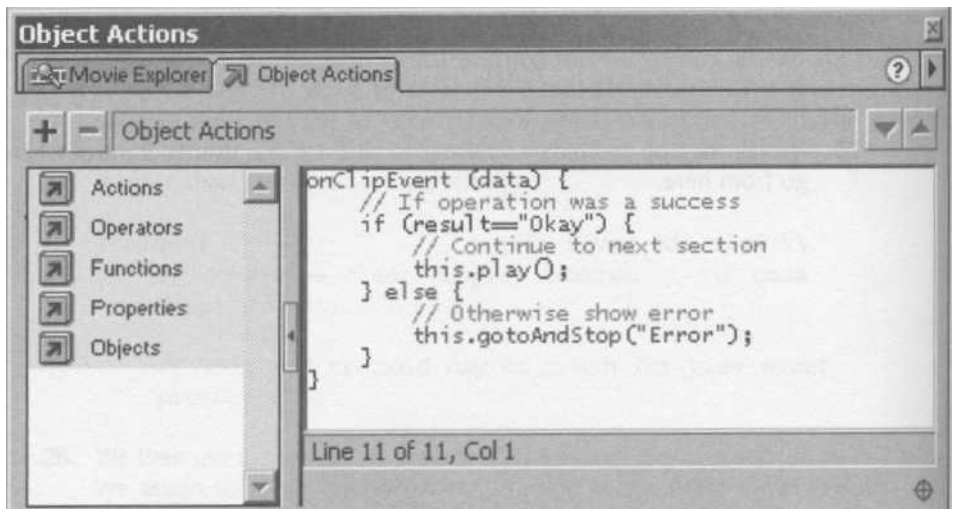 Object Actions
Movie Explorer Object Actions ?
+ - Object Actions
Actions
Operators
Functions
Properties
Objects
onClipEvent (data) {
// If operation was a success
if (result=="Okay") {
// Continue to next section
this.play();
} else {
// Otherwise show error
this.gotoAndStop("Error");
}
}
Line 11 of 11, Col 1